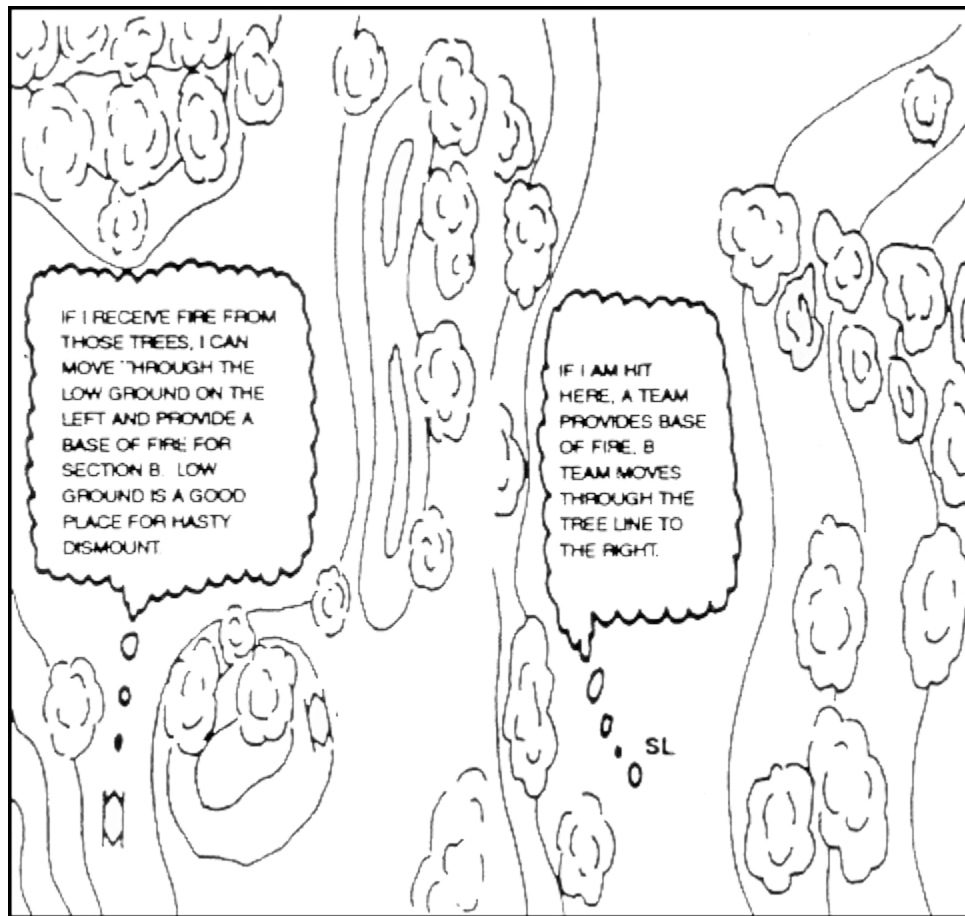 IF I RECEIVE FIRE FROM
THOSE TREES, I CAN
MOVE THROUGH THE
LOW GROUND ON THE
LEFT AND PROVIDE A
BASE OF FIRE FOR
SECTION B. LOW
GROUND IS A GOOD
PLACE FOR HASTY
DISMOUNT.
IF I AM HIT
HERE, A TEAM
PROVIDES BASE
OF FIRE, B
TEAM MOVES
THROUGH THE
TREE LINE TO
THE RIGHT.
SL